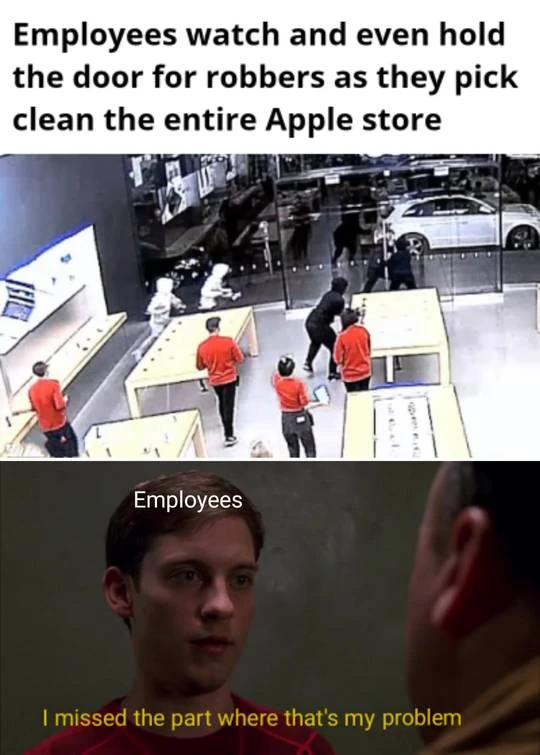 Employees watch and even hold
the door for robbers as they pick
clean the entire Apple store
Employees
I missed the part where that's my problem